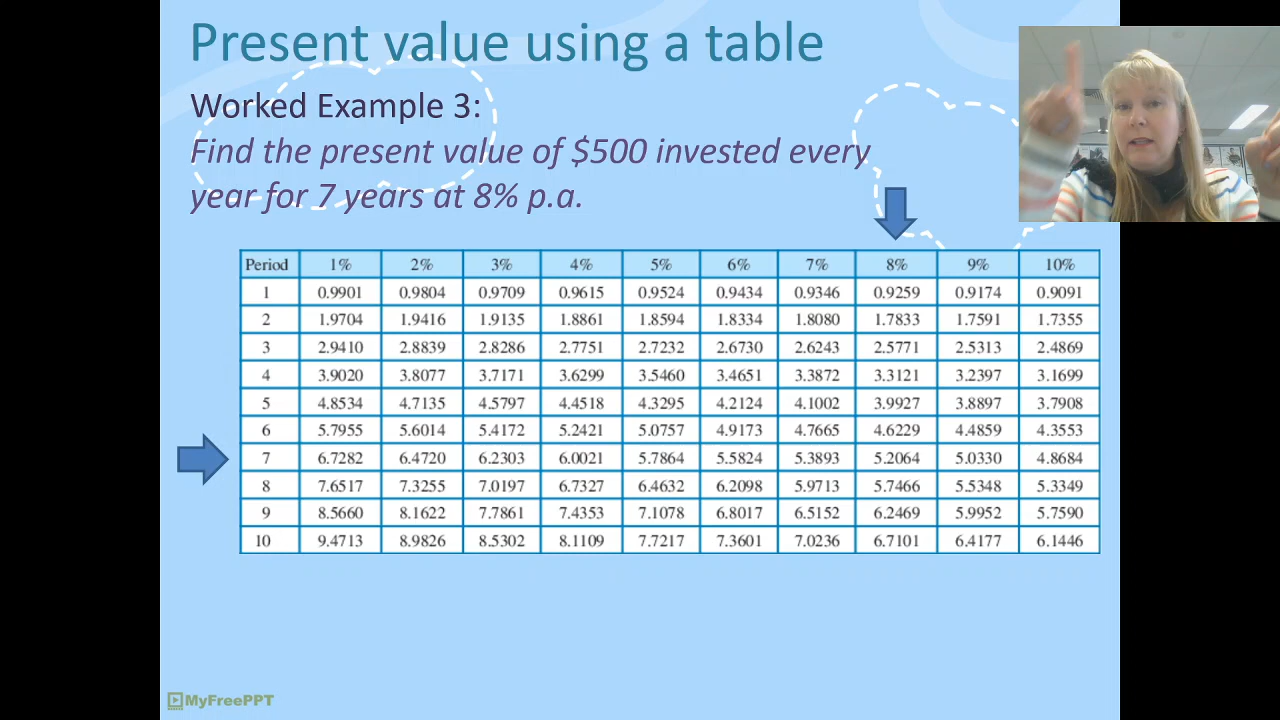 Present value using a table
Worked Example 3:
Find the present value of $500 invested every
year for 7 years at 8% p.a.
Period 1% 2% 3% 4% 5% 6% 7% 8% 9% 10%
1 0.9901 0.9804 0.9709 0.9615 0.9524 0.9434 0.9346 0.9259 0.9174 0.9091
2 1.9704 1.9416 1.9135 1.8861 1.8594 1.8334 1.8080 1.7833 1.7591 1.7355
3 2.9410 2.8839 2.8286 2.7751 2.7232 2.6730 2.6243 2.5771 2.5313 2.4869
4 3.9020 3.8077 3.7171 3.6299 3.5460 3.4651 3.3872 3.3121 3.2397 3.1699
5 4.8534 4.7135 4.5797 4.4518 4.3295 4.2124 4.1002 3.9927 3.8897 3.7908
6 5.7955 5.6014 5.4172 5.2421 5.0757 4.9173 4.7665 4.6229 4.4859 4.3553
7 6.7282 6.4720 6.2303 6.0021 5.7864 5.5824 5.3893 5.2064 5.0330 4.8684
8 7.6517 7.3255 7.0197 6.7327 6.4632 6.2098 5.9713 5.7466 5.5348 5.3349
9 8.5660 8.1622 7.7861 7.4353 7.1078 6.8017 6.5152 6.2469 5.9952 5.7590
10 9.4713 8.9826 8.5302 8.1109 7.7217 7.3601 7.0236 6.7101 6.4177 6.1446
MyFreePPT